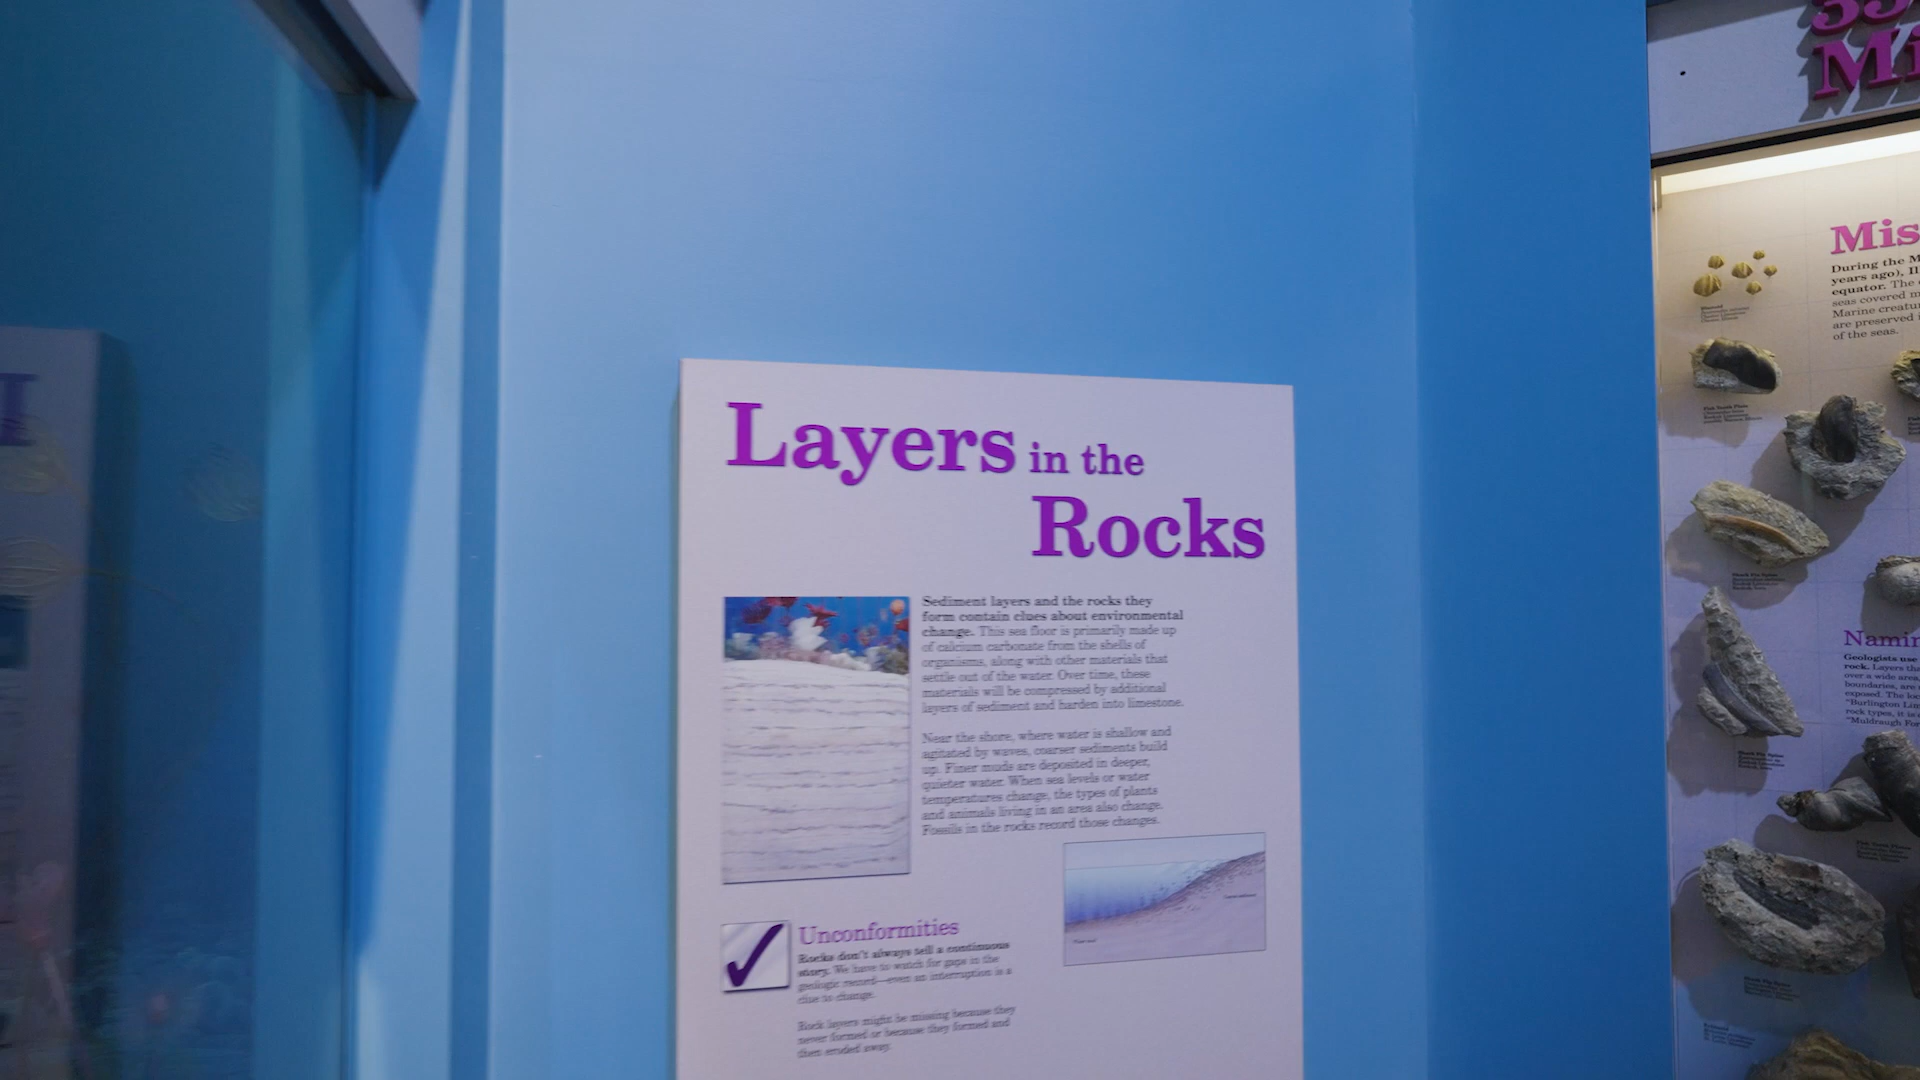 Layers in the
Rocks
Sediment layers and the rocks they
form contain clues about environmental
change. This sea floor is primarily made up
of calcium carbonate from the shells of
organisms, along with other materials that
settle out of the water. Over time, these
materials will be compressed by additional
layers of sediment and harden into limestone.
Near the shore, where water is shallow and
agitated by waves, coarser sediments build
up. Finer muds are deposited in deeper,
quieter water. When sea levels or water
temperatures change, the types of plants
and animals living in an area also change.
Fossils in the rocks record those changes.
Unconformities
Rocks don't always tell a continuous
story. We have to watch for gaps in the
geologic record—even an interruption is a
clue to change.
Rock layers might be missing because they
never formed or because they formed and
then eroded away.
Mi
Mis
During the M
years ago), Il
equator. The
seas covered m
Marine creatu
are preserved i
of the seas.
Namin
Geologists use
rock. Layers tha
over a wide area,
boundaries, are
exposed. The loc
"Burlington Lim
rock types, it is
"Muldraugh For